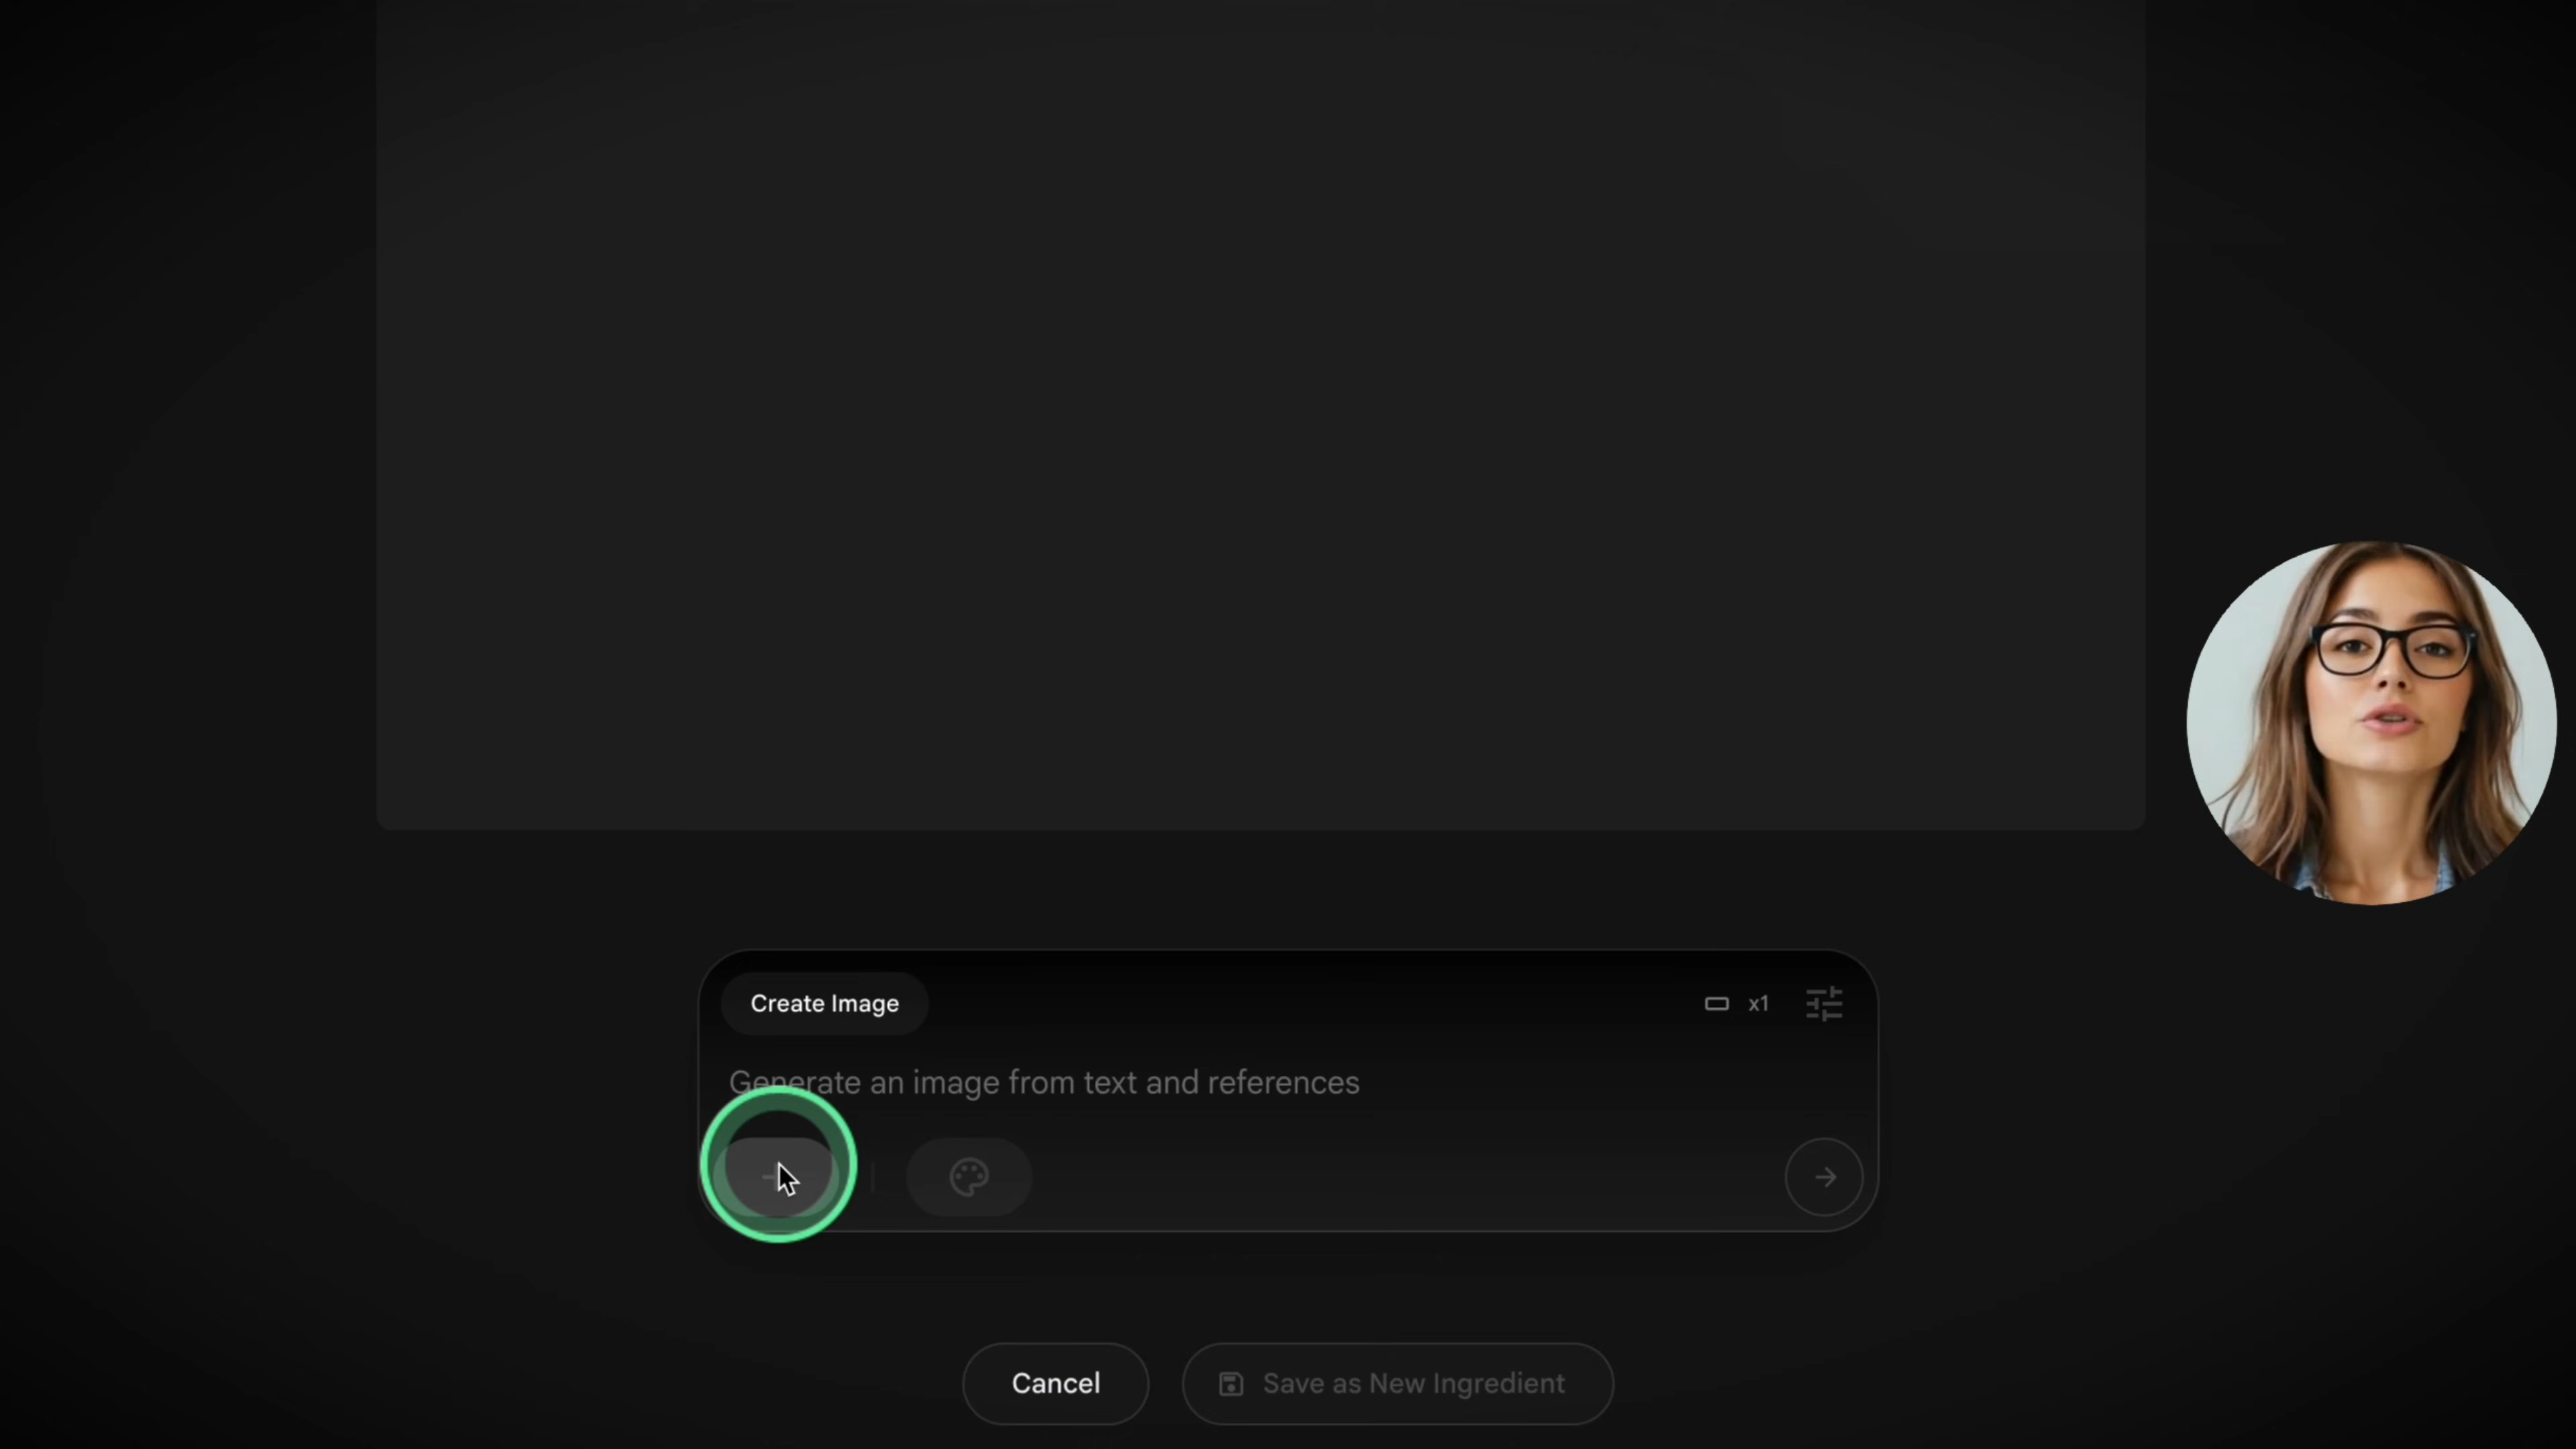 Create Image
x1
Generate an image from text and references
Cancel
Save as New Ingredient